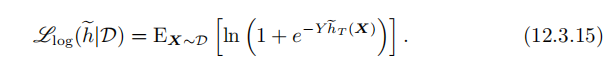 ℒ_log(h̃|𝒟) = E_{𝑿∼𝒟} [ln (1 + e^{−Y h̃_T(𝑿)})] . (12.3.15)